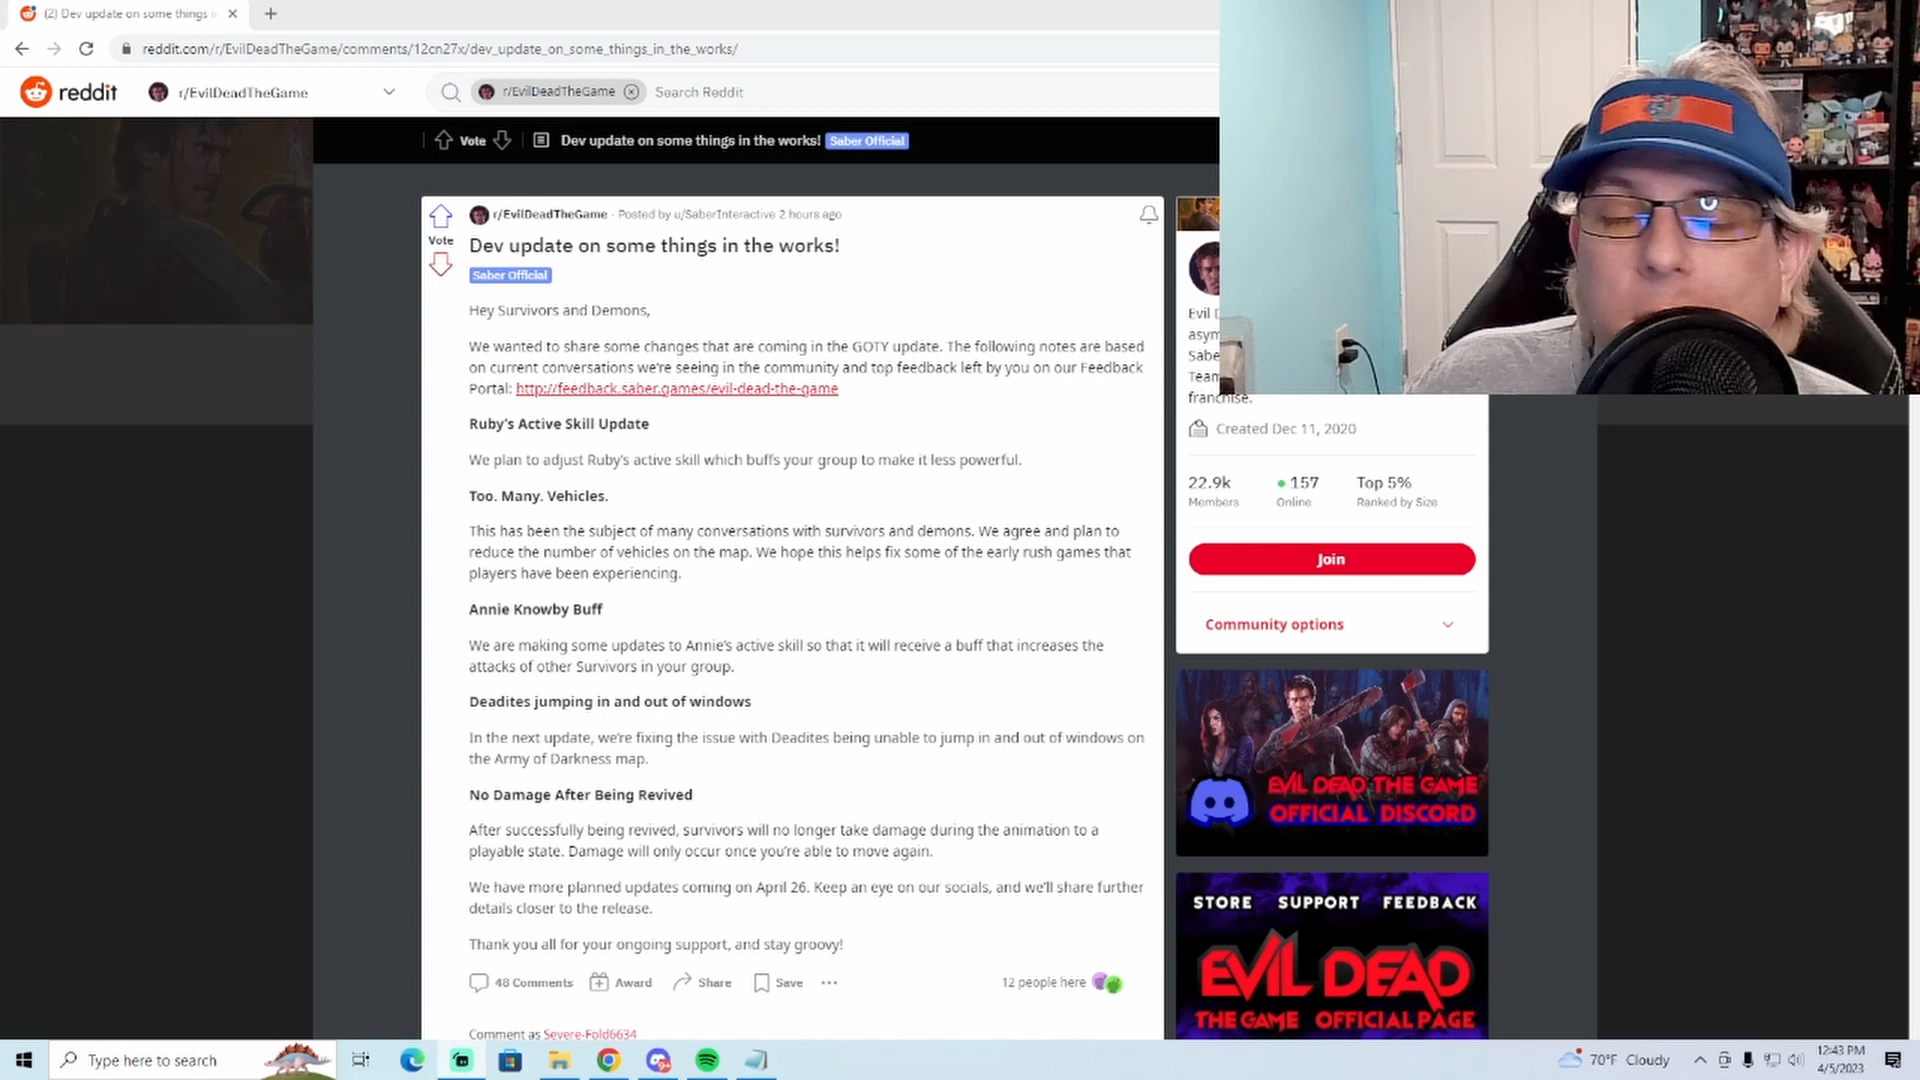 (2) Dev update on some things in
reddit.com/r/EvilDeadTheGame/comments/12cn27x/dev_update_on_some_things_in_the_works/
reddit
r/EvilDeadTheGame
r/EvilDeadTheGame
Search Reddit
Vote
Dev update on some things in the works!
Saber Official
r/EvilDeadTheGame · Posted by u/SaberInteractive 2 hours ago
Vote
Dev update on some things in the works!
Saber Official
Hey Survivors and Demons,
We wanted to share some changes that are coming in the GOTY update. The following notes are based
on current conversations we're seeing in the community and top feedback left by you on our Feedback
Portal: http://feedback.saber.games/evil-dead-the-game
Ruby's Active Skill Update
We plan to adjust Ruby's active skill which buffs your group to make it less powerful.
Too. Many. Vehicles.
This has been the subject of many conversations with survivors and demons. We agree and plan to
reduce the number of vehicles on the map. We hope this helps fix some of the early rush games that
players have been experiencing.
Annie Knowby Buff
We are making some updates to Annie's active skill so that it will receive a buff that increases the
attacks of other Survivors in your group.
Deadites jumping in and out of windows
In the next update, we're fixing the issue with Deadites being unable to jump in and out of windows on
the Army of Darkness map.
No Damage After Being Revived
After successfully being revived, survivors will no longer take damage during the animation to a
playable state. Damage will only occur once you're able to move again.
We have more planned updates coming on April 26. Keep an eye on our socials, and we'll share further
details closer to the release.
Thank you all for your ongoing support, and stay groovy!
48 Comments
Award
Share
Save
12 people here
Comment as Severe-Fold6634
Evil D
asym
Sabe
Team
franchise.
Created Dec 11, 2020
22.9k
Members
157
Online
Top 5%
Ranked by Size
Join
Community options
EVIL DEAD THE GAME
OFFICIAL DISCORD
STORE SUPPORT FEEDBACK
EVIL DEAD
THE GAME OFFICIAL PAGE
Type here to search
9+
70°F Cloudy
12:43 PM
4/5/2023